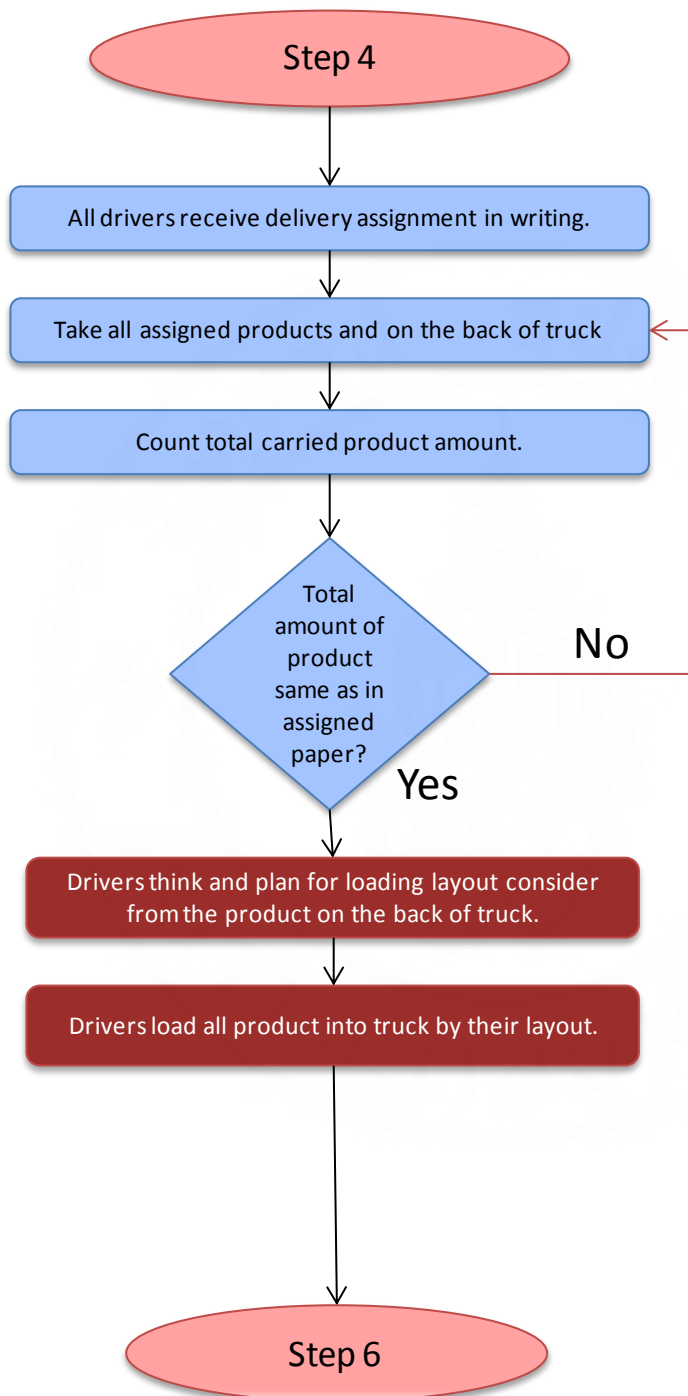 Step 4
All drivers receive delivery assignment in writing.
Take all assigned products and on the back of truck
Count total carried product amount.
Total
amount of
product
same as in
assigned
paper?
No
Yes
Drivers think and plan for loading layout consider
from the product on the back of truck.
Drivers load all product into truck by their layout.
Step 6